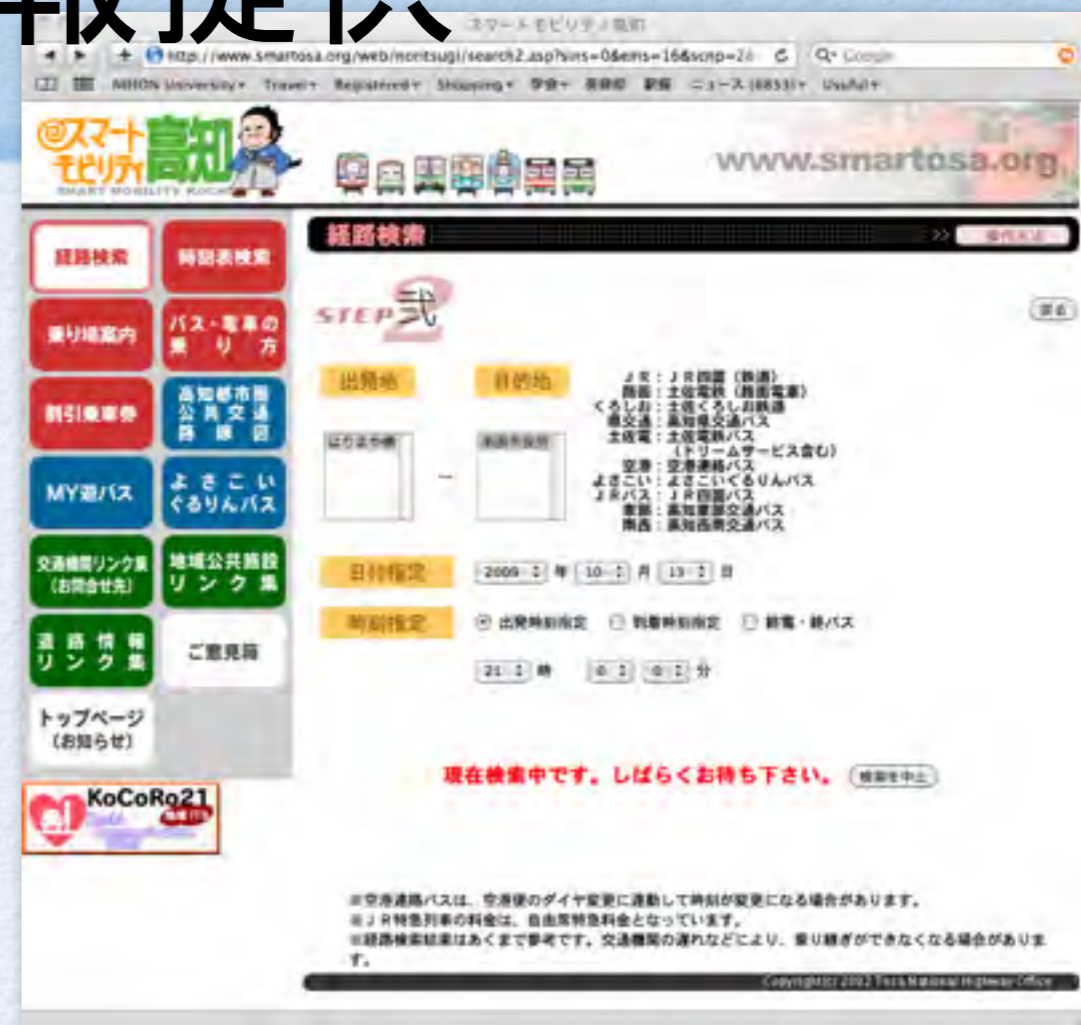 報提供
スマートモビリティ高知
http://www.smartosa.org/web/noritsugi/search2.asp?
Google
NIHON University Travel Registered Shopping 学会 英辞郎 ニュース (6853) Useful
@スマート
モビリティ 高知
SMART MOBILITY KOCHI
www.smartosa.org
経路検索
>> 操作方法
経路検索 時刻表検索
STEP 弐 2
戻る
乗り場案内 バス・電車の
乗り方
出発地 目的地
はりまや橋 ～
JR:JR四国(鉄道)
路面:土佐電鉄(路面電車)
くろしお:土佐くろしお鉄道
県交通:高知県交通バス
土佐電:土佐電鉄バス
(ドリームサービス含む)
空港:空港連絡バス
よさこい:よさこいぐるりんバス
JRバス:JR四国バス
東部:高知東部交通バス
南西:高知西南交通バス
割引乗車券 高知都市圏
公共交通
路線図
MY遊バス よさこい
ぐるりんバス
交通機関リンク集
(お問合せ先)
地域公共施設
リンク集
日付指定 2009 年 10 月 13 日
時刻指定 出発時刻指定 到着時刻指定 終電・終バス
21 時 0 0 分
道路情報
リンク集
ご意見箱
トップページ
(お知らせ)
現在検索中です。しばらくお待ち下さい。 検索を中止
KoCoRo21
※空港連絡バスは、空港便のダイヤ変更に連動して時刻が変更になる場合があります。
※JR特急列車の料金は、自由席特急料金となっています。
※経路検索結果はあくまで参考です。交通機関の遅れなどにより、乗り継ぎができなくなる場合がありま
す。
Copyright(c) 2002 Tosa National Highway Office